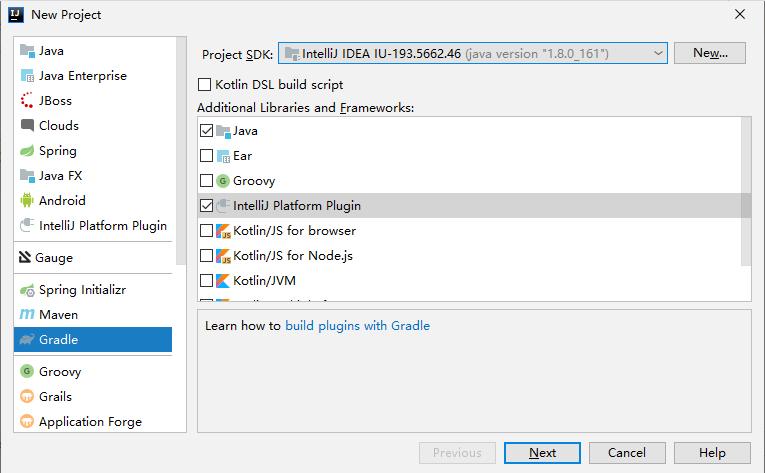 New Project
Java
Java Enterprise
JBoss
Clouds
Spring
Java FX
Android
IntelliJ Platform Plugin
Gauge
Spring Initializr
Maven
Gradle
Groovy
Grails
Application Forge
Project SDK: IntelliJ IDEA IU-193.5662.46 (java version "1.8.0_161") New...
Kotlin DSL build script
Additional Libraries and Frameworks:
Java
Ear
Groovy
IntelliJ Platform Plugin
Kotlin/JS for browser
Kotlin/JS for Node.js
Kotlin/JVM
Learn how to build plugins with Gradle
Previous Next Cancel Help